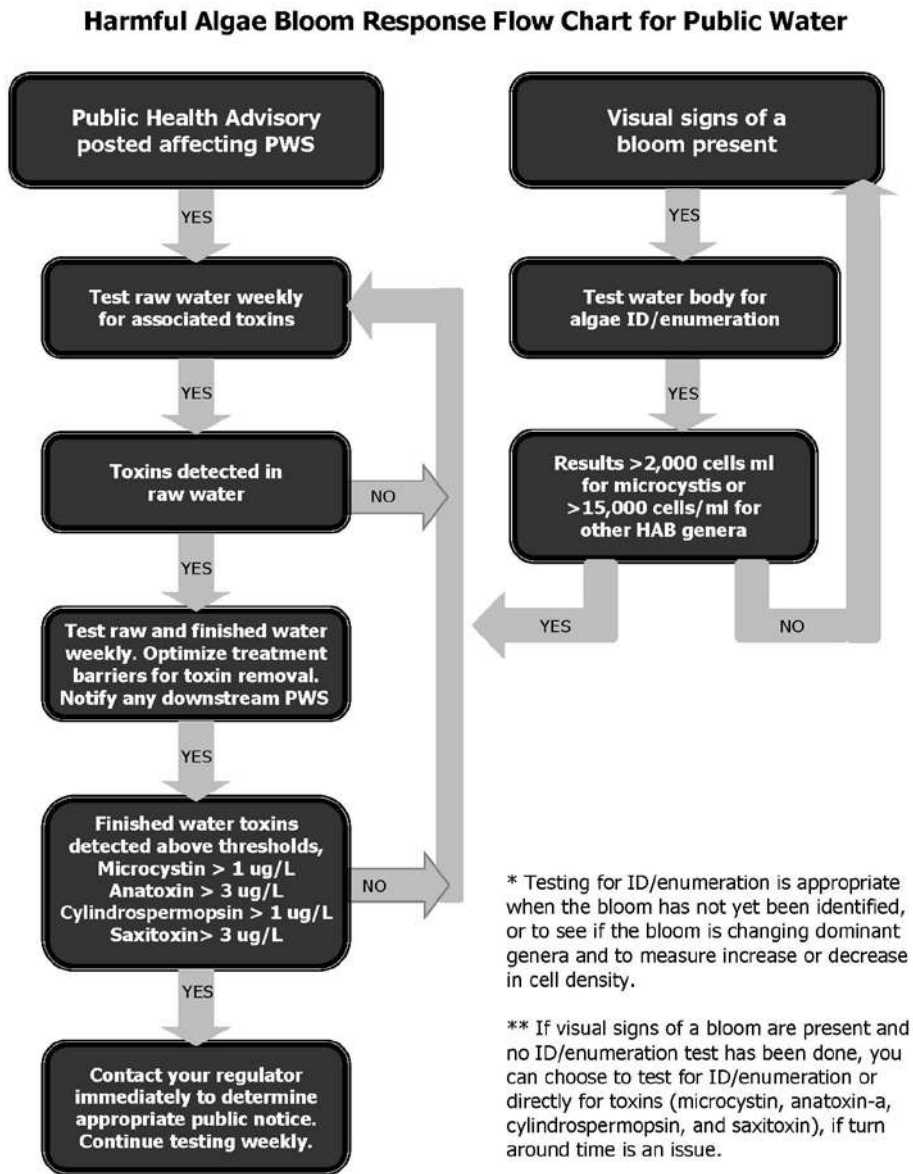 Harmful Algae Bloom Response Flow Chart for Public Water
Public Health Advisory
posted affecting PWS
YES
Test raw water weekly
for associated toxins
YES
Toxins detected in
raw water
NO
YES
Test raw and finished water
weekly. Optimize treatment
barriers for toxin removal.
Notify any downstream PWS
YES
Finished water toxins
detected above thresholds,
Microcystin > 1 ug/L
Anatoxin > 3 ug/L
Cylindrospermopsin > 1 ug/L
Saxitoxin> 3 ug/L
NO
YES
Contact your regulator
immediately to determine
appropriate public notice.
Continue testing weekly.
Visual signs of a
bloom present
YES
Test water body for
algae ID/enumeration
YES
Results >2,000 cells ml
for microcystis or
>15,000 cells/ml for
other HAB genera
YES
NO
* Testing for ID/enumeration is appropriate
when the bloom has not yet been identified,
or to see if the bloom is changing dominant
genera and to measure increase or decrease
in cell density.
** If visual signs of a bloom are present and
no ID/enumeration test has been done, you
can choose to test for ID/enumeration or
directly for toxins (microcystin, anatoxin-a,
cylindrospermopsin, and saxitoxin), if turn
around time is an issue.